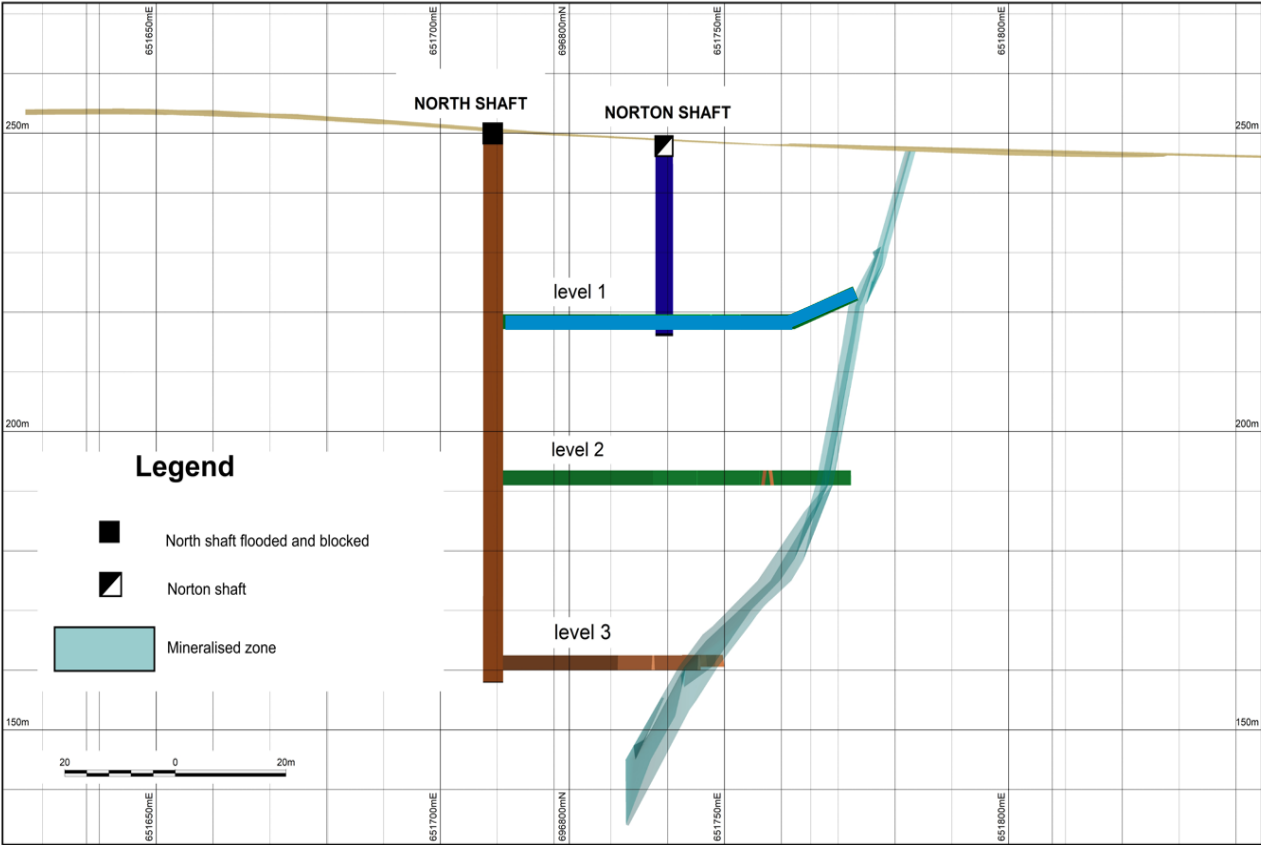 651650mE
651700mE
696800mN
651750mE
651800mE
NORTH SHAFT
NORTON SHAFT
250m
250m
level 1
200m
200m
level 2
Legend
North shaft flooded and blocked
Norton shaft
Mineralised zone
level 3
150m
150m
20
0
20m
651650mE
651700mE
696800mN
651750mE
651800mE